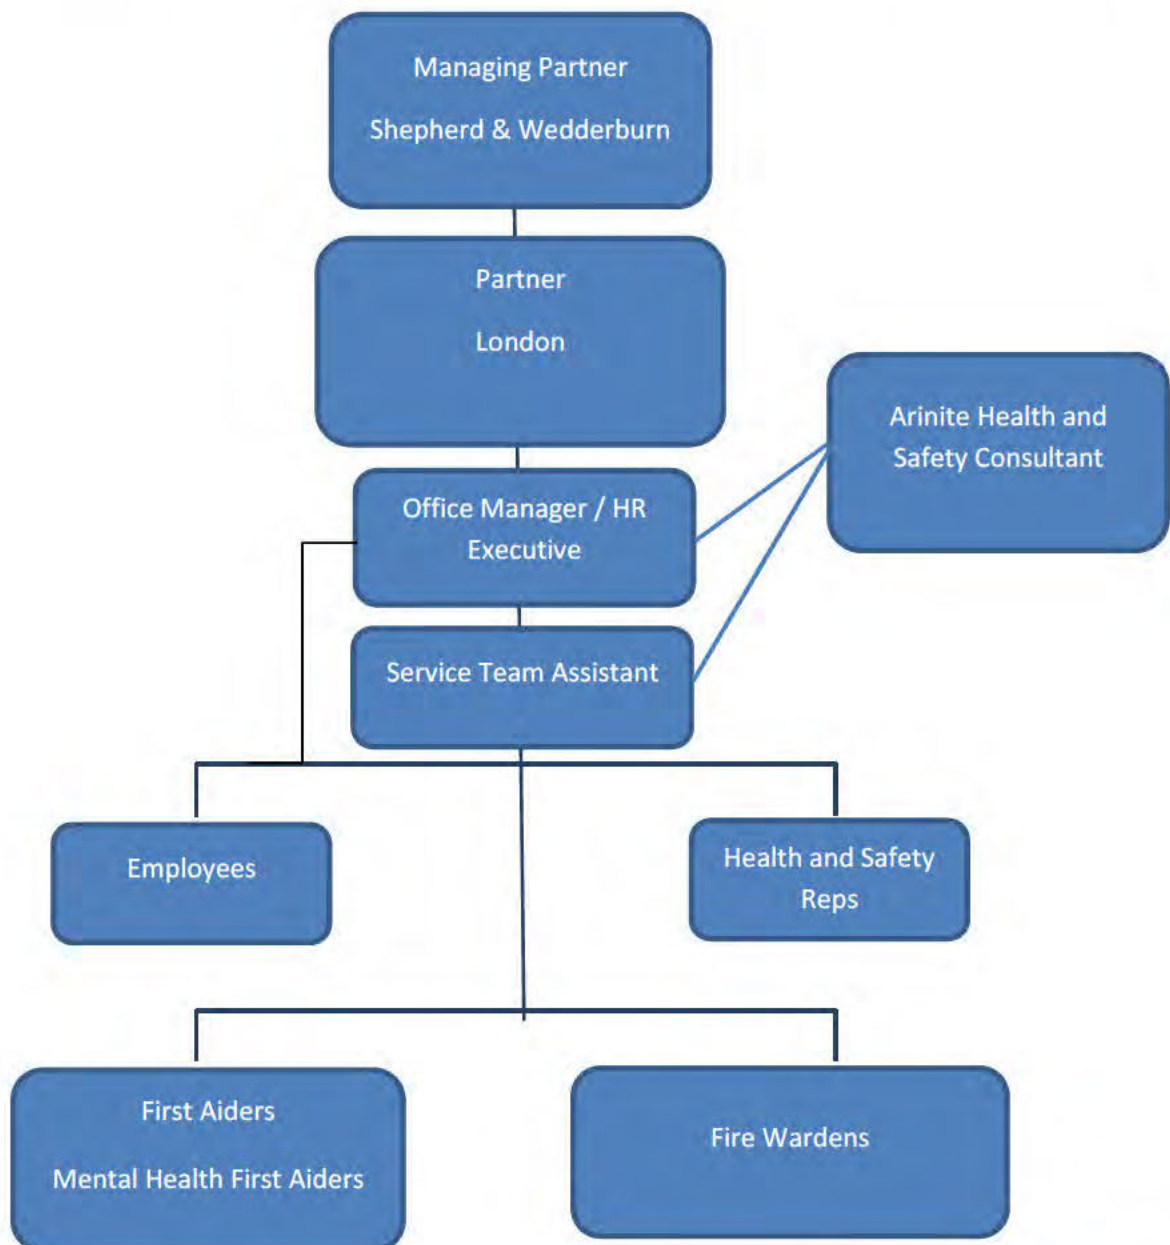 Managing Partner
Shepherd & Wedderburn
Partner
London
Arinite Health and
Safety Consultant
Office Manager / HR
Executive
Service Team Assistant
Employees
Health and Safety
Reps
First Aiders
Mental Health First Aiders
Fire Wardens